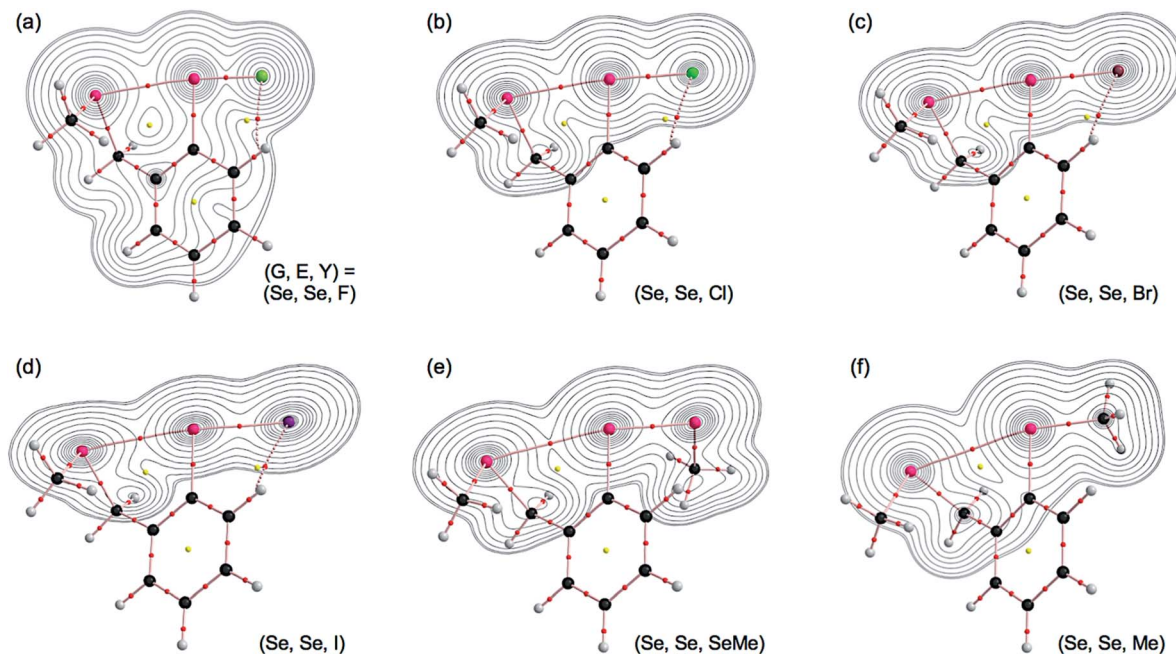 (a)
(G, E, Y) =
(Se, Se, F)
(b)
(Se, Se, Cl)
(c)
(Se, Se, Br)
(d)
(Se, Se, I)
(e)
(Se, Se, SeMe)
(f)
(Se, Se, Me)